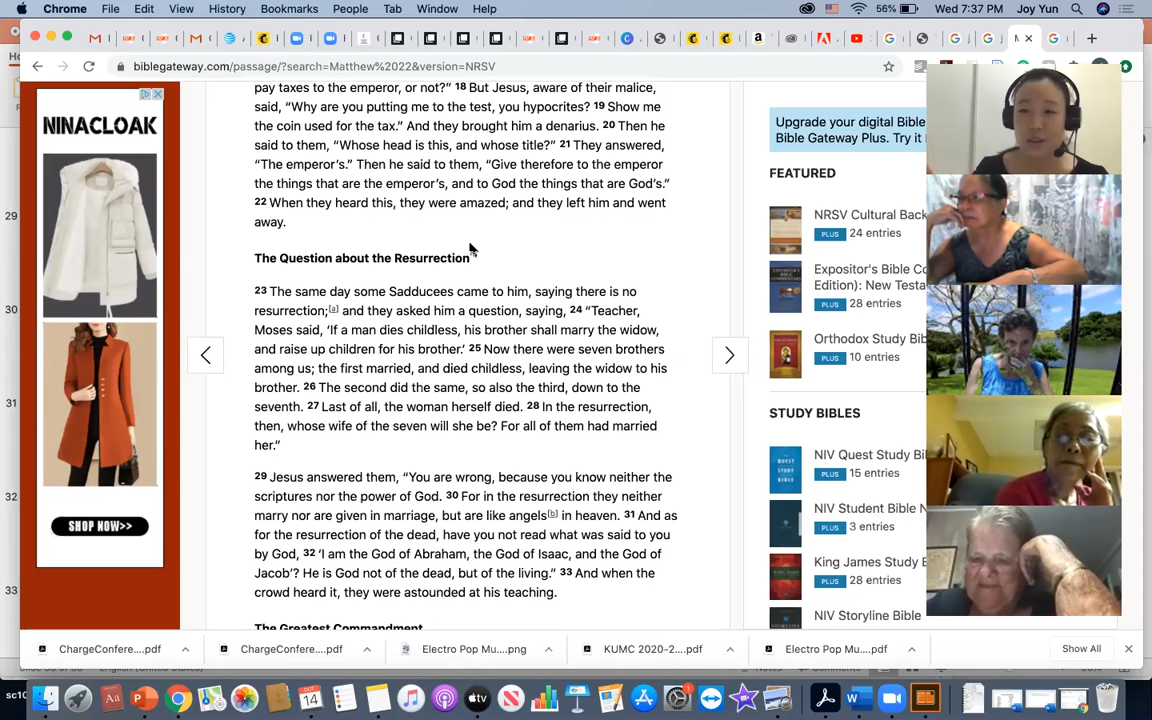 Chrome File Edit View History Bookmarks People Tab Window Help
56% Wed 7:37 PM Joy Yun
biblegateway.com/passage/?search=Matthew%2022&version=NRSV
NINACLOAK
SHOP NOW>>
29
30
31
32
33
pay taxes to the emperor, or not?” 18 But Jesus, aware of their malice,
said, “Why are you putting me to the test, you hypocrites? 19 Show me
the coin used for the tax.” And they brought him a denarius. 20 Then he
said to them, “Whose head is this, and whose title?” 21 They answered,
“The emperor’s.” Then he said to them, “Give therefore to the emperor
the things that are the emperor’s, and to God the things that are God’s.”
22 When they heard this, they were amazed; and they left him and went
away.
The Question about the Resurrection
23 The same day some Sadducees came to him, saying there is no
resurrection;[a] and they asked him a question, saying, 24 “Teacher,
Moses said, ‘If a man dies childless, his brother shall marry the widow,
and raise up children for his brother.’ 25 Now there were seven brothers
among us; the first married, and died childless, leaving the widow to his
brother. 26 The second did the same, so also the third, down to the
seventh. 27 Last of all, the woman herself died. 28 In the resurrection,
then, whose wife of the seven will she be? For all of them had married
her.”
29 Jesus answered them, “You are wrong, because you know neither the
scriptures nor the power of God. 30 For in the resurrection they neither
marry nor are given in marriage, but are like angels[b] in heaven. 31 And as
for the resurrection of the dead, have you not read what was said to you
by God, 32 ‘I am the God of Abraham, the God of Isaac, and the God of
Jacob’? He is God not of the dead, but of the living.” 33 And when the
crowd heard it, they were astounded at his teaching.
The Greatest Commandment
Upgrade your digital Bible
Bible Gateway Plus. Try it
FEATURED
NRSV Cultural Back
PLUS 24 entries
Expositor's Bible Co
Edition): New Testa
PLUS 28 entries
Orthodox Study Bib
PLUS 10 entries
STUDY BIBLES
NIV Quest Study Bi
PLUS 15 entries
NIV Student Bible N
PLUS 3 entries
King James Study B
PLUS 28 entries
NIV Storyline Bible
ChargeConfere....pdf
ChargeConfere....pdf
Electro Pop Mu....png
KUMC 2020-2....pdf
Electro Pop Mu....pdf
Show All